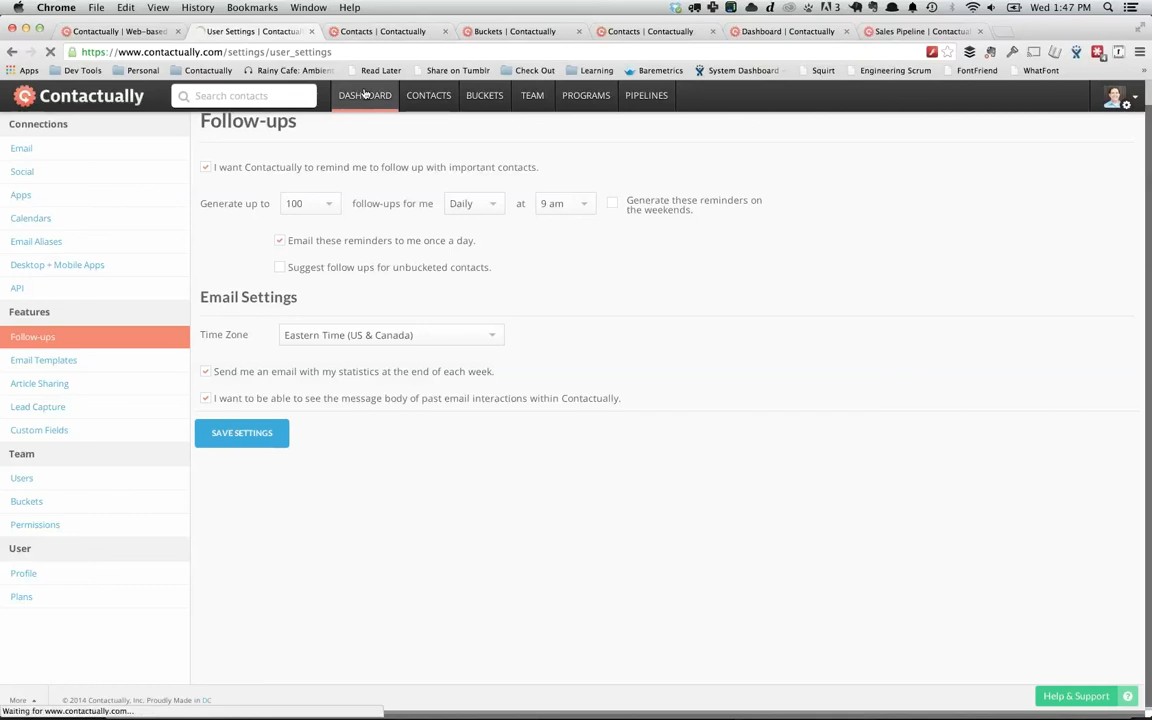 Chrome File Edit View History Bookmarks Window Help 3 Wed 1:47 PM
Contactually | Web-based User Settings | Contactual Contacts | Contactually Buckets | Contactually Contacts | Contactually Dashboard | Contactually Sales Pipeline | Contactua
https://www.contactually.com/settings/user_settings
Apps Dev Tools Personal Contactually Rainy Cafe: Ambien Read Later Share on Tumblr Check Out Learning Baremetrics System Dashboard Squirt Engineering Scrum FontFriend WhatFont »
Contactually Search contacts DASHBOARD CONTACTS BUCKETS TEAM PROGRAMS PIPELINES
Connections
Email
Social
Apps
Calendars
Email Aliases
Desktop + Mobile Apps
API
Features
Follow-ups
Email Templates
Article Sharing
Lead Capture
Custom Fields
Team
Users
Buckets
Permissions
User
Profile
Plans
Follow-ups
I want Contactually to remind me to follow up with important contacts.
Generate up to 100 follow-ups for me Daily at 9 am Generate these reminders on
the weekends.
Email these reminders to me once a day.
Suggest follow ups for unbucketed contacts.
Email Settings
Time Zone Eastern Time (US & Canada)
Send me an email with my statistics at the end of each week.
I want to be able to see the message body of past email interactions within Contactually.
SAVE SETTINGS
More © 2014 Contactually, Inc. Proudly Made in DC
Help & Support ?
Waiting for www.contactually.com...